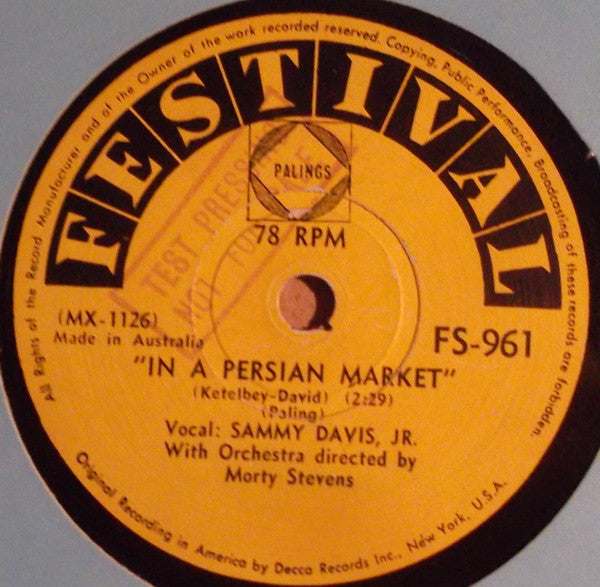 All Rights of the Record Manufacturer and of the Owner of the work recorded reserved. Copying, Public Performance, Broadcasting of these records are forbidden.
FESTIVAL
PALINGS
TEST PRESSING
NOT FOR
78 RPM
(MX-1126)
Made in Australia
FS-961
"IN A PERSIAN MARKET"
(Ketelbey-David) (2:29)
(Paling)
Vocal: SAMMY DAVIS, JR.
With Orchestra directed by
Morty Stevens
Original Recording in America by Decca Records Inc., New York. U.S.A.